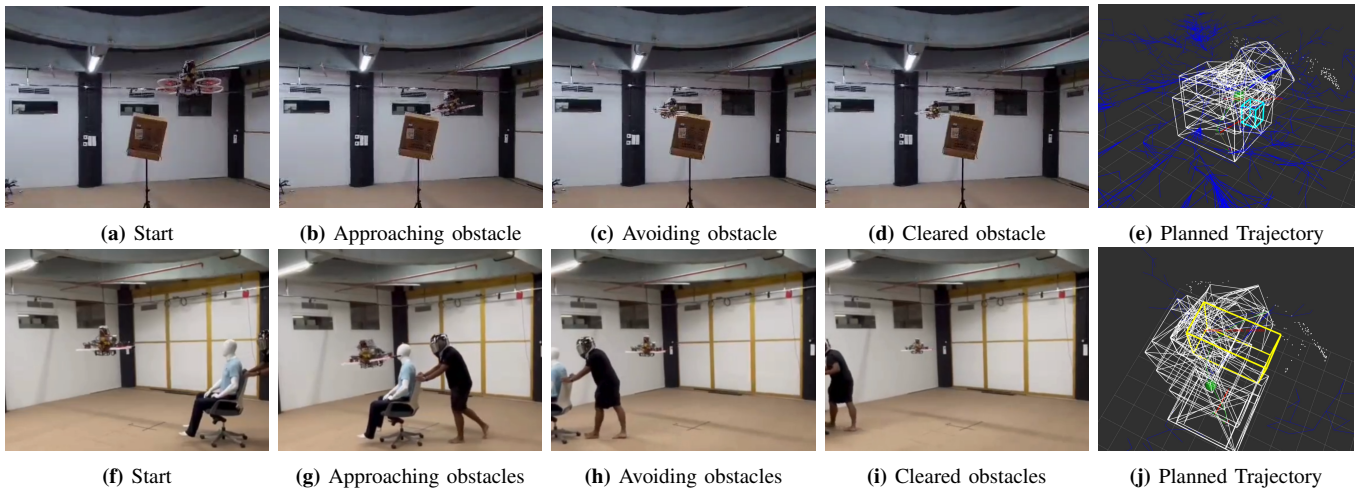 (a) Start
(b) Approaching obstacle
(c) Avoiding obstacle
(d) Cleared obstacle
(e) Planned Trajectory
(f) Start
(g) Approaching obstacles
(h) Avoiding obstacles
(i) Cleared obstacles
(j) Planned Trajectory